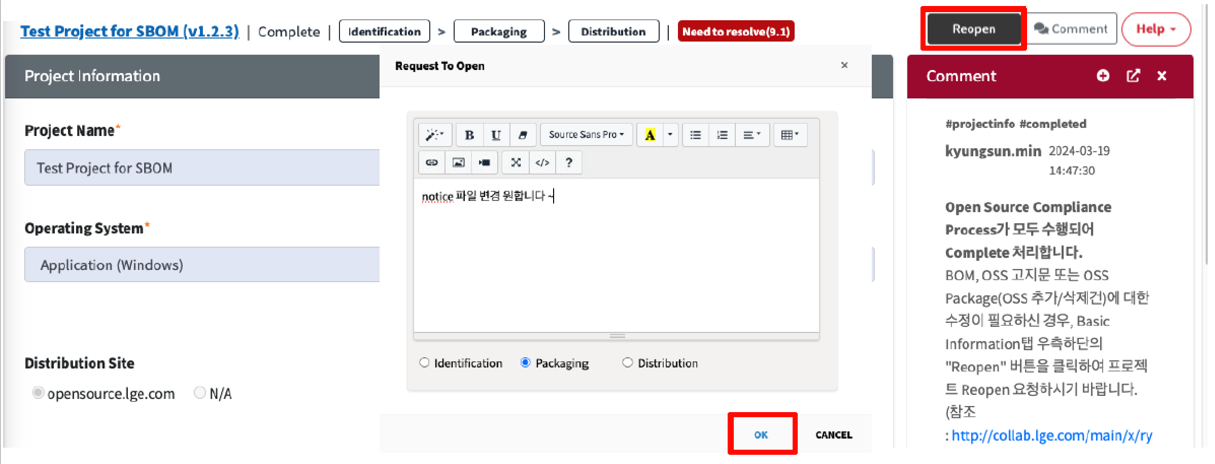 Test Project for SBOM (v1.2.3) | Complete | Identification > Packaging > Distribution | Need to resolve(9.1) Reopen Comment Help
Request To Open ×
Project Information
Comment
Project Name*
Test Project for SBOM
Operating System*
Application (Windows)
Distribution Site
opensource.lge.com N/A
B U Source Sans Pro A
</> ?
notice 파일 변경 원합니다 ~
Identification Packaging Distribution
OK CANCEL
#projectinfo #completed
kyungsun.min 2024-03-19
14:47:30
Open Source Compliance
Process가 모두 수행되어
Complete 처리합니다.
BOM, OSS 고지문 또는 OSS
Package(OSS 추가/삭제건)에 대한
수정이 필요하신 경우, Basic
Information탭 우측하단의
"Reopen" 버튼을 클릭하여 프로젝
트 Reopen 요청하시기 바랍니다.
(참조
: http://collab.lge.com/main/x/ry